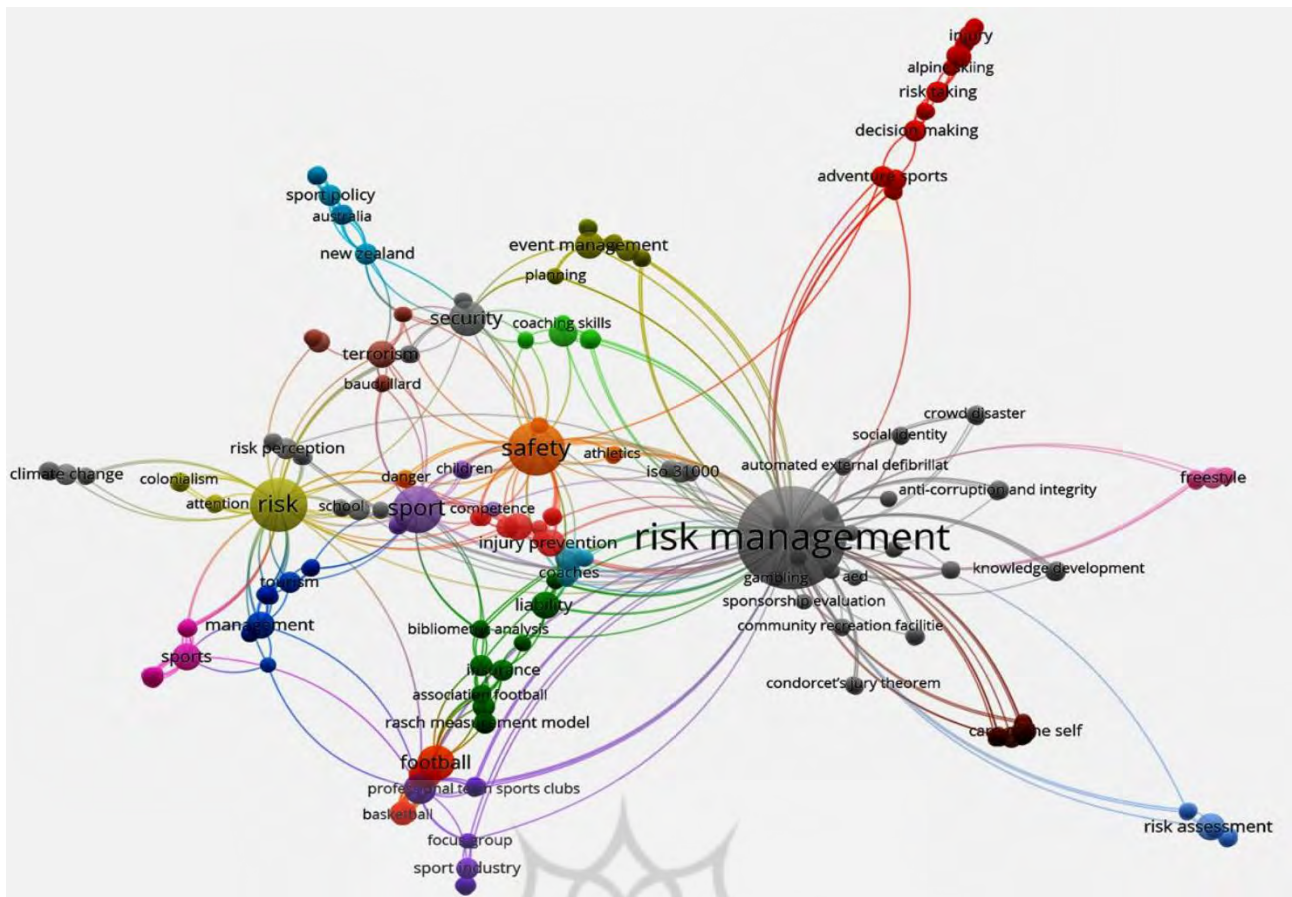 injury
alpine skiing
risk taking
decision making
adventure sports
sport policy
australia
new zealand
event management
planning
security
coaching skills
terrorism
baudrillard
crowd disaster
social identity
risk perception
safety
athletics
climate change
colonialism
danger
children
iso 31000
automated external defibrillat
freestyle
anti-corruption and integrity
attention
risk
school
sport
competence
risk management
injury prevention
coaches
gambling
aed
knowledge development
tourism
liability
sponsorship evaluation
management
bibliometric analysis
community recreation facilitie
sports
insurance
condorcet's jury theorem
association football
rasch measurement model
care of the self
football
professional team sports clubs
basketball
risk assessment
focus group
sport industry